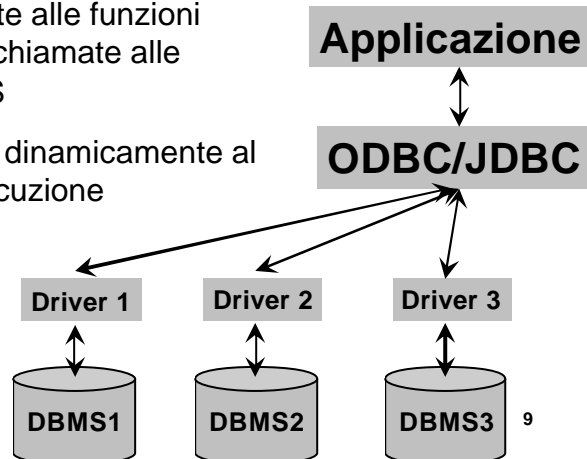 te alle funzioni
chiamate alle
S
dinamicamente al
cuzione
Applicazione
ODBC/JDBC
Driver 1 Driver 2 Driver 3
DBMS1 DBMS2 DBMS3 9